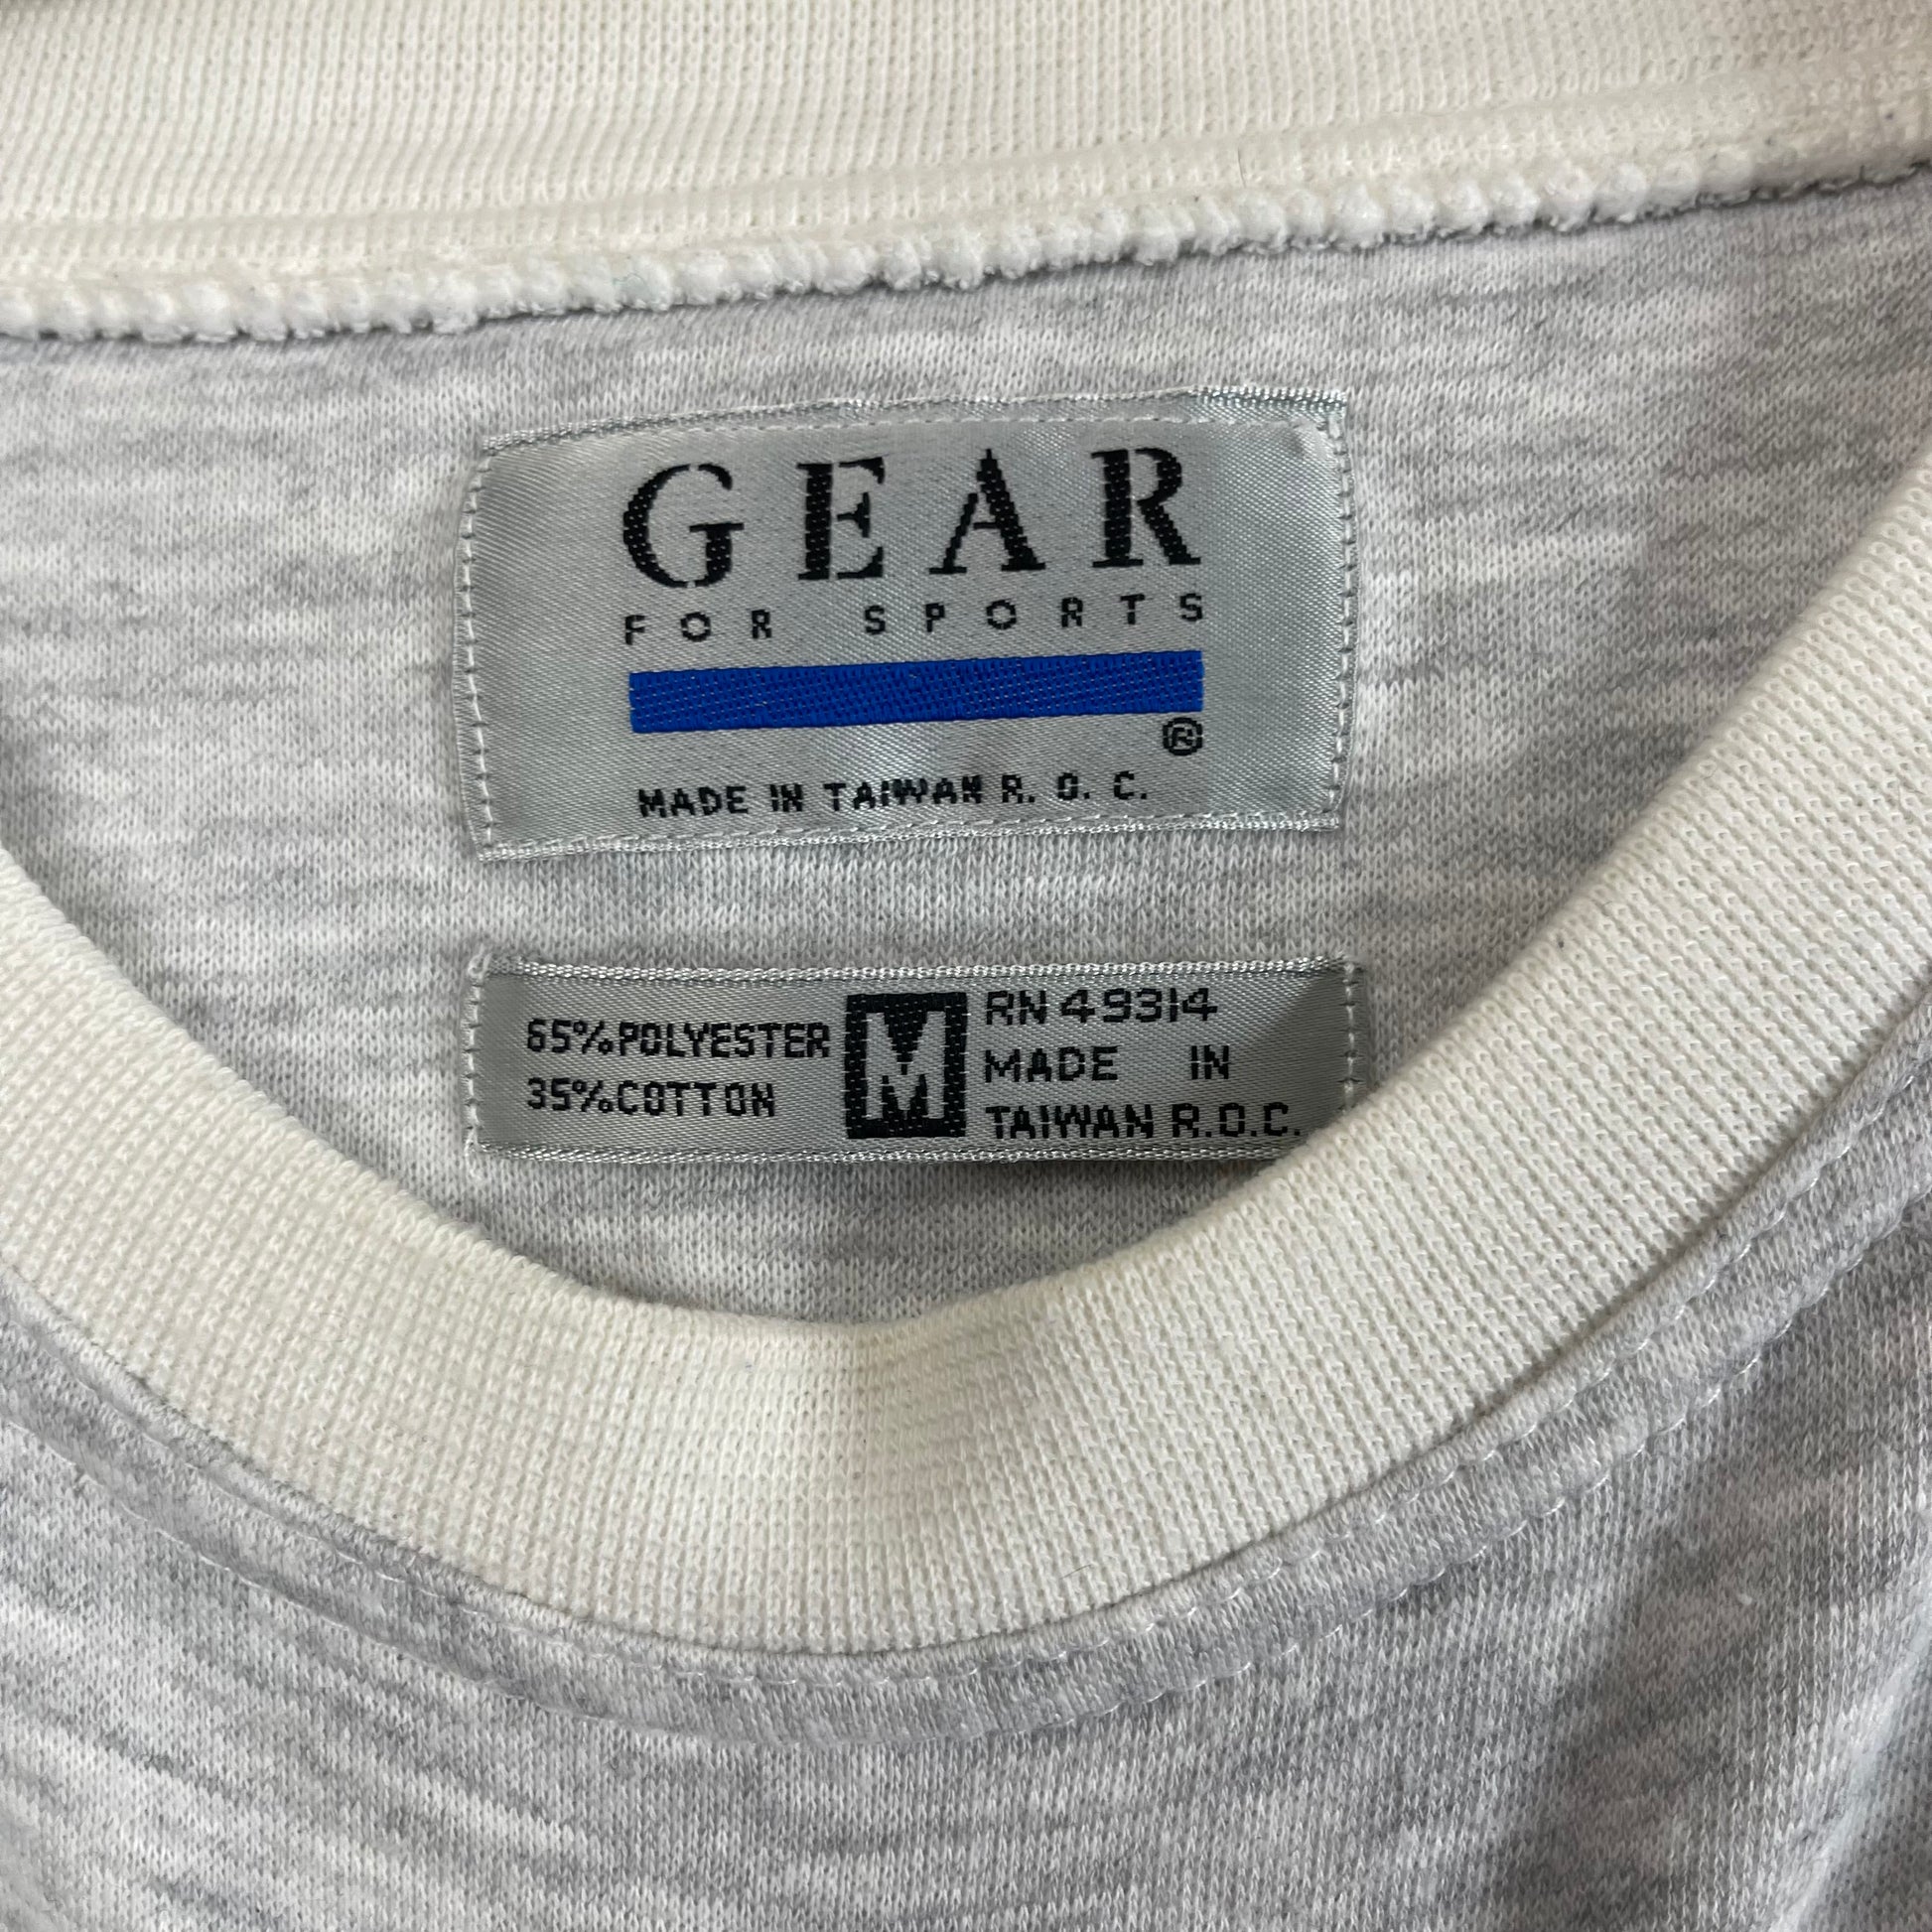 GEAR
FOR SPORTS
®
MADE IN TAIWAN R. O. C.
65% POLYESTER
35% COTTON
M
RN 49314
MADE IN
TAIWAN R.O.C.